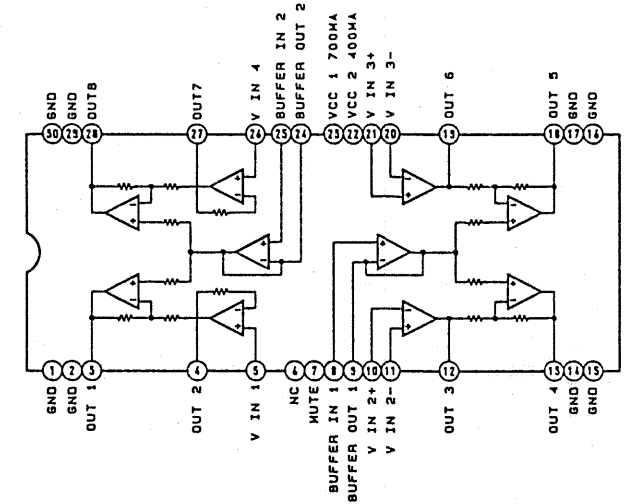 GND
GND
OUT8
OUT7
V IN 4
BUFFER IN 2
BUFFER OUT 2
VCC 1 700MA
VCC 2 400MA
V IN 3+
V IN 3-
OUT 6
OUT 5
GND
GND
30 29 28 27 26 25 24 23 22 21 20 19 18 17 16
1 2 3 4 5 6 7 8 9 10 11 12 13 14 15
GND
GND
OUT 1
OUT 2
V IN 1
NC
MUTE
BUFFER IN 1
BUFFER OUT 1
V IN 2+
V IN 2-
OUT 3
OUT 4
GND
GND